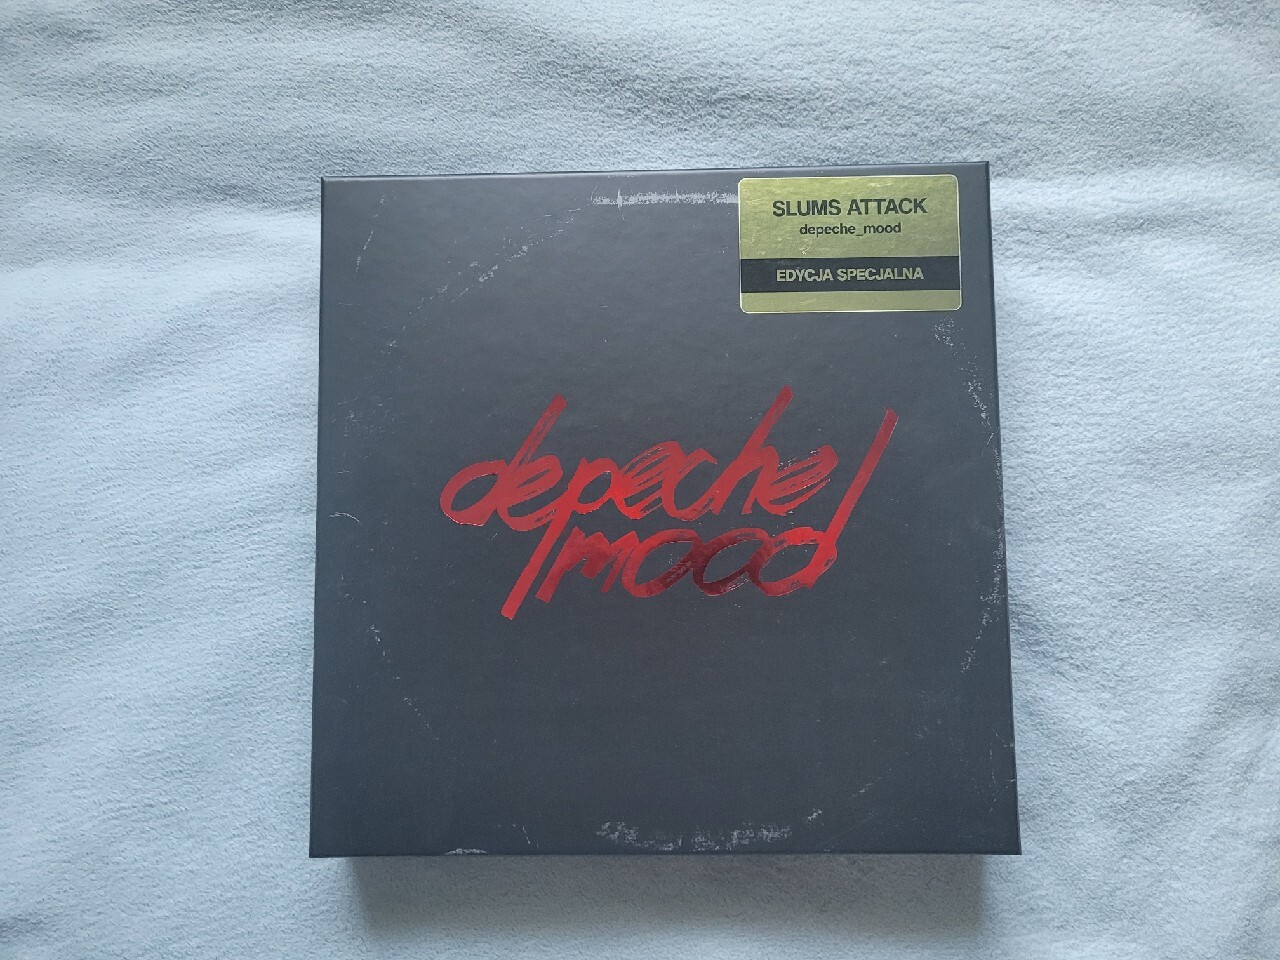 SLUMS ATTACK
depeche_mood
EDYCJA SPECJALNA
depeche
mood